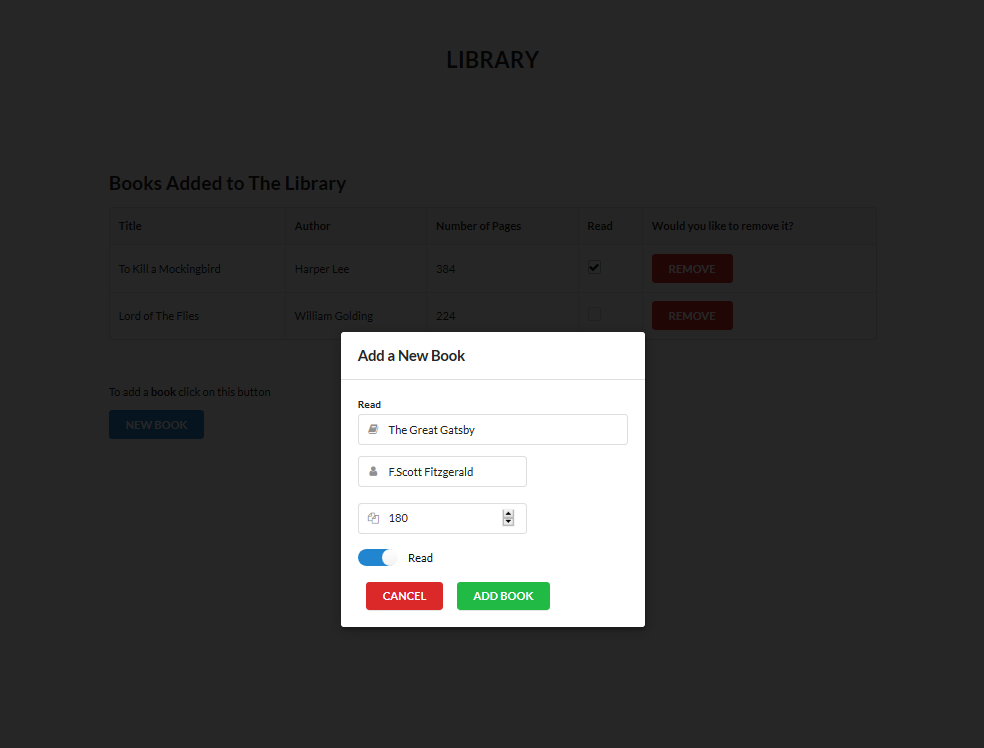 LIBRARY
Books Added to The Library
Title Author Number of Pages Read Would you like to remove it?
To Kill a Mockingbird Harper Lee 384 REMOVE
Lord of The Flies William Golding 224 REMOVE
Add a New Book
To add a book click on this button
Read
NEW BOOK
The Great Gatsby
F.Scott Fitzgerald
180
Read
CANCEL ADD BOOK